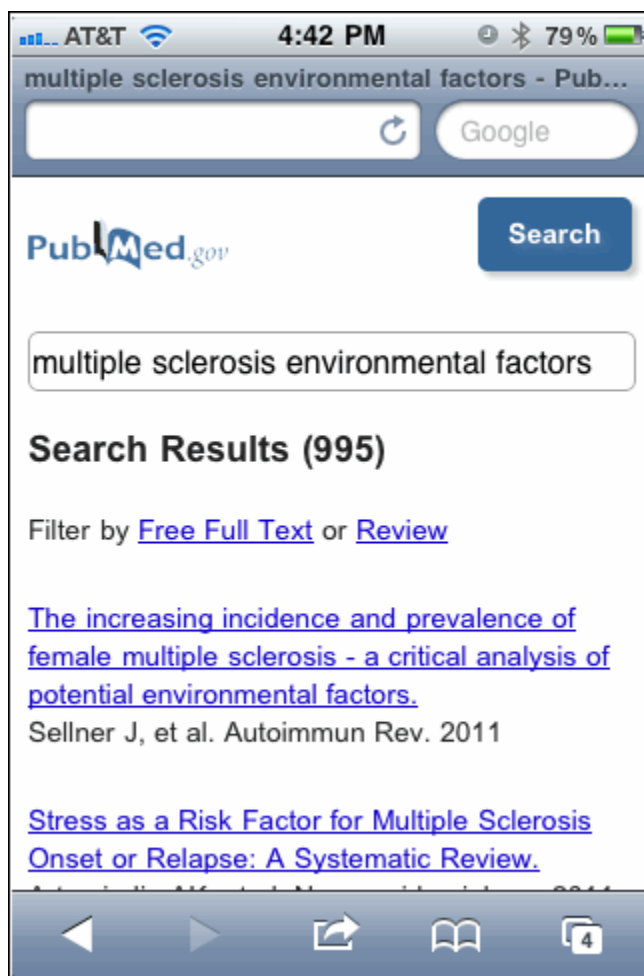 AT&T 4:42 PM 79%
multiple sclerosis environmental factors - Pub...
Google
PubMed.gov
Search
multiple sclerosis environmental factors
Search Results (995)
Filter by Free Full Text or Review
The increasing incidence and prevalence of
female multiple sclerosis - a critical analysis of
potential environmental factors.
Sellner J, et al. Autoimmun Rev. 2011
Stress as a Risk Factor for Multiple Sclerosis
Onset or Relapse: A Systematic Review.
4